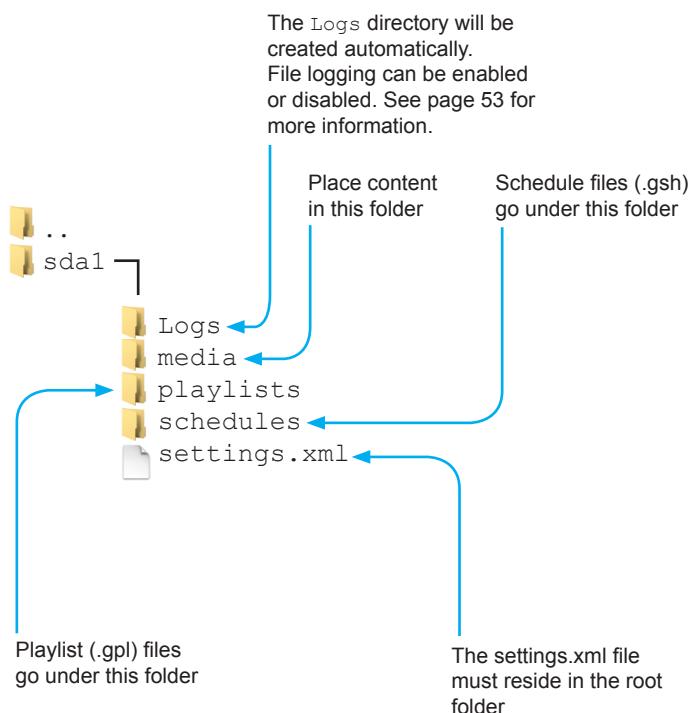 The Logs directory will be
created automatically.
File logging can be enabled
or disabled. See page 53 for
more information.
Place content
in this folder
Schedule files (.gsh)
go under this folder
..
sda1
Logs
media
playlists
schedules
settings.xml
Playlist (.gpl) files
go under this folder
The settings.xml file
must reside in the root
folder